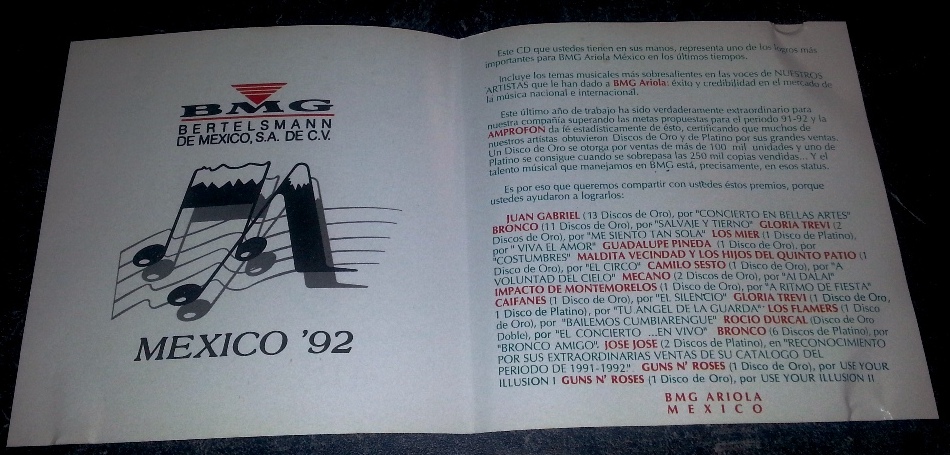 BMG
BERTELSMANN
DE MEXICO, S.A. DE C.V.
MEXICO '92
Este CD que ustedes tienen en sus manos, representa uno de los logros más
importantes para BMG Ariola México en los últimos tiempos.
Incluye los temas musicales más sobresalientes en las voces de NUESTROS
ARTISTAS que le han dado a BMG Ariola: éxito y credibilidad en el mercado de
la música nacional e internacional.
Este último año de trabajo ha sido verdaderamente extraordinario para
nuestra compañía superando las metas propuestas para el período 91-92 y la
AMPROFON da fé estadísticamente de ésto, certificando que muchos de
nuestros artistas obtuvieron Discos de Oro y de Platino por sus grandes ventas.
Un Disco de Oro se otorga por ventas de más de 100 mil unidades y uno de
Platino se consigue cuando se sobrepasa las 250 mil copias vendidas... Y el
talento músical que manejamos en BMG está, precisamente, en esos status.
Es por eso que queremos compartir con ustedes éstos premios, porque
ustedes ayudaron a lograrlos:
JUAN GABRIEL (13 Discos de Oro), por "CONCIERTO EN BELLAS ARTES"
BRONCO (11 Discos de Oro), por "SALVAJE Y TIERNO" GLORIA TREVI (2
Discos de Oro), por "ME SIENTO TAN SOLA" LOS MIER (1 Disco de Platino),
por " VIVA EL AMOR" GUADALUPE PINEDA (1 Disco de Oro), por
"COSTUMBRES" MALDITA VECINDAD Y LOS HIJOS DEL QUINTO PATIO (1
Disco de Oro), por "EL CIRCO" CAMILO SESTO (1 Disco de Oro), por "A
VOLUNTAD DEL CIELO" MECANO (2 Discos de Oro), por "AI DALAI"
IMPACTO DE MONTEMORELOS (1 Disco de Oro), por "A RITMO DE FIESTA"
CAIFANES (1 Disco de Oro), por "EL SILENCIO" GLORIA TREVI (1 Disco de Oro,
1 Disco de Platino), por "TU ANGEL DE LA GUARDA" LOS FLAMERS (1 Disco
de Oro), por "BAILEMOS CUMBIARENGUE" ROCIO DURCAL (Disco de Oro
Doble), por "EL CONCIERTO ...EN VIVO" BRONCO (6 Discos de Platino), por
"BRONCO AMIGO". JOSE JOSE (2 Discos de Platino), en "RECONOCIMIENTO
POR SUS EXTRAORDINARIAS VENTAS DE SU CATALOGO DEL
PERIODO DE 1991-1992" GUNS N' ROSES (1 Disco de Oro), por USE YOUR
ILLUSION I GUNS N' ROSES (1 Disco de Oro), por USE YOUR ILLUSION II
BMG ARIOLA
MEXICO